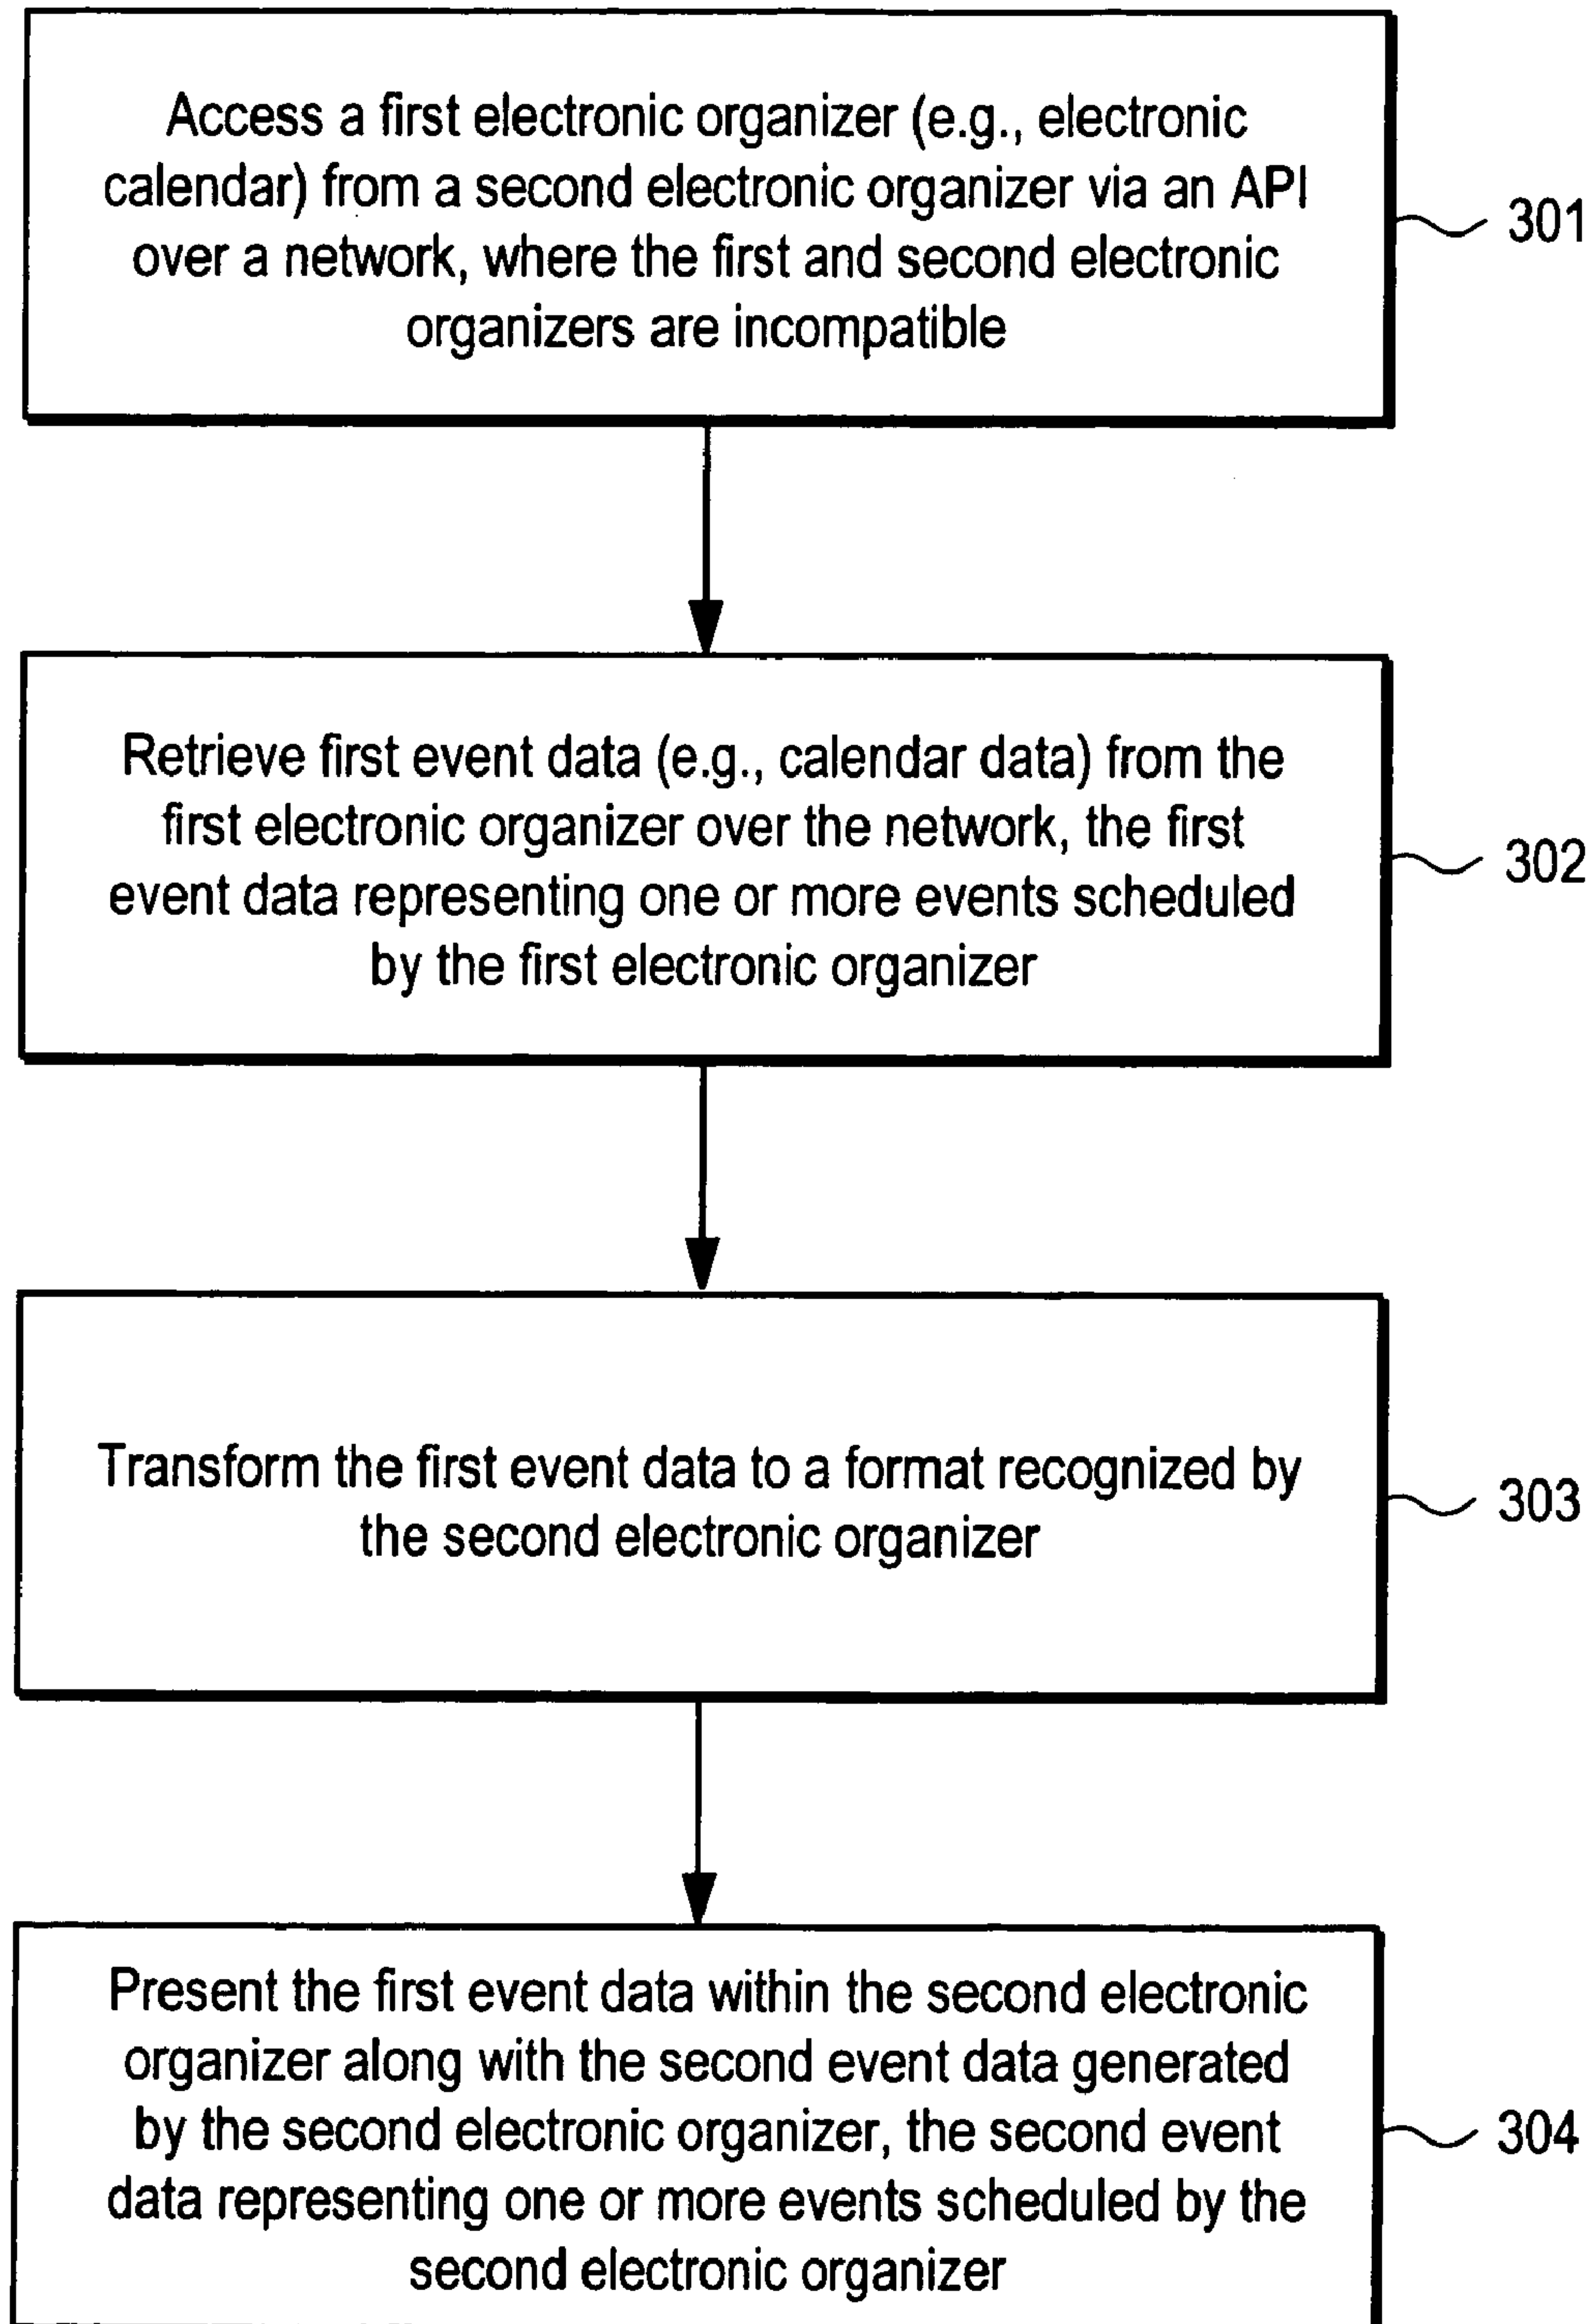 Access a first electronic organizer (e.g., electronic
calendar) from a second electronic organizer via an API
over a network, where the first and second electronic
organizers are incompatible
301
Retrieve first event data (e.g., calendar data) from the
first electronic organizer over the network, the first
event data representing one or more events scheduled
by the first electronic organizer
302
Transform the first event data to a format recognized by
the second electronic organizer
303
Present the first event data within the second electronic
organizer along with the second event data generated
by the second electronic organizer, the second event
data representing one or more events scheduled by the
second electronic organizer
304